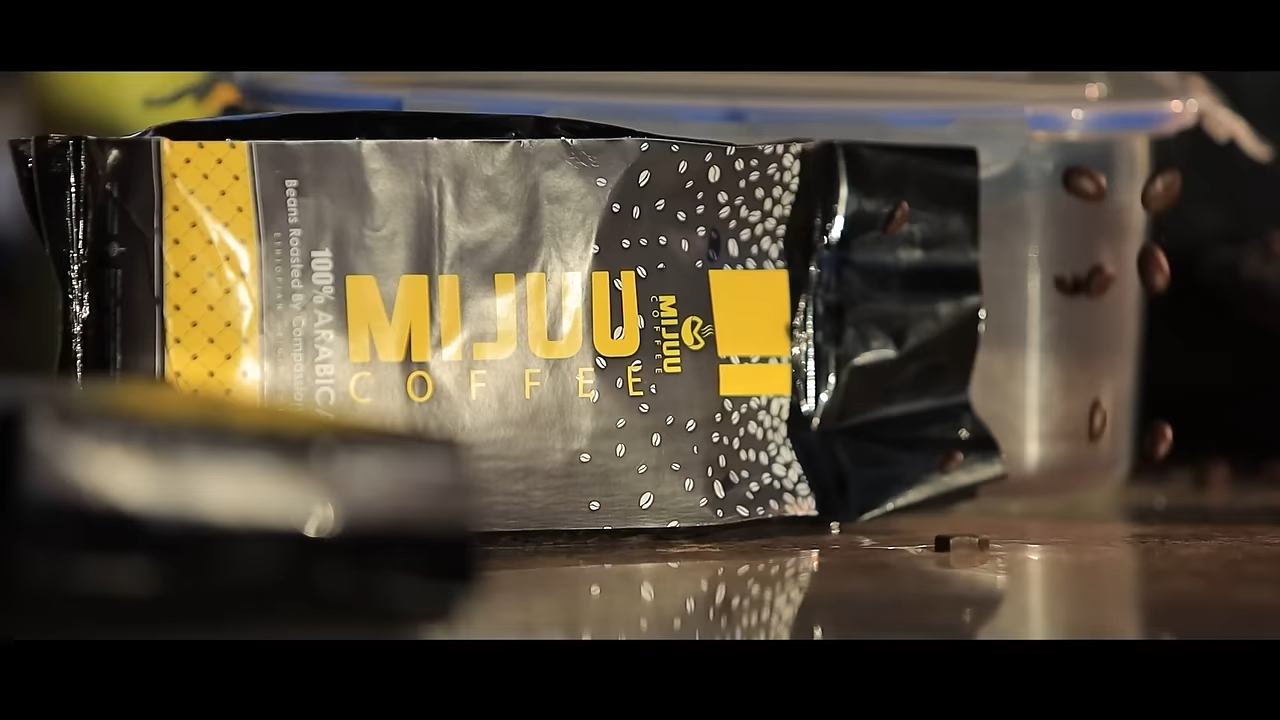 MIJUU
COFFEE
MIJUU
COFFEE
100% ARABICA
Beans Roasted By Compassion